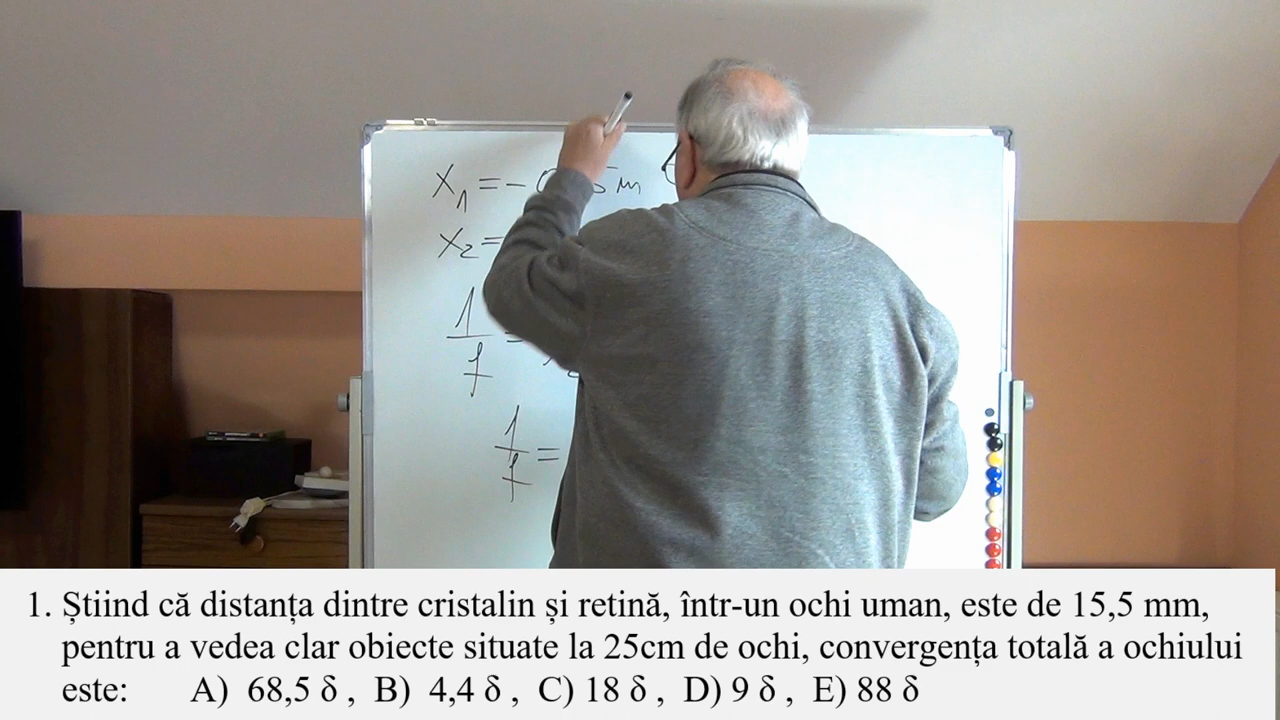 x₁ = - 5 m
x₂ =
1/f =
1/f =
1. Știind că distanța dintre cristalin și retină, într-un ochi uman, este de 15,5 mm,
pentru a vedea clar obiecte situate la 25cm de ochi, convergența totală a ochiului
este: A) 68,5 δ , B) 4,4 δ , C) 18 δ , D) 9 δ , E) 88 δ